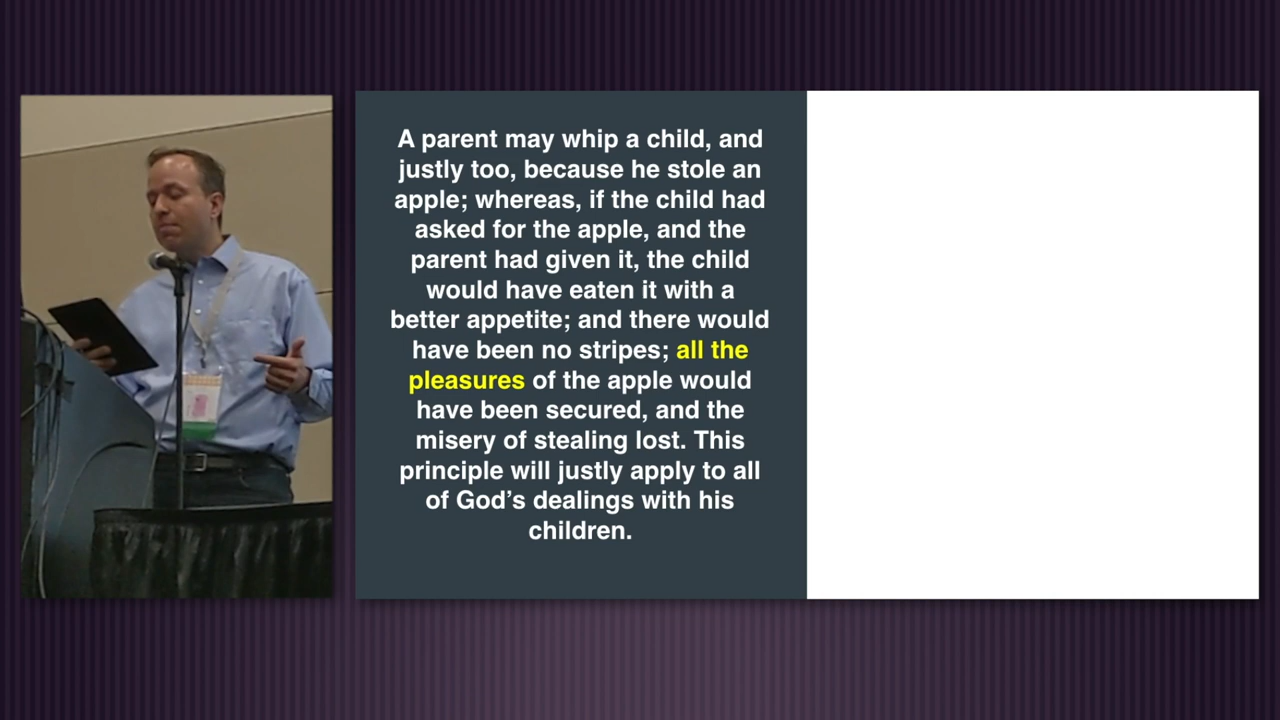 A parent may whip a child, and
justly too, because he stole an
apple; whereas, if the child had
asked for the apple, and the
parent had given it, the child
would have eaten it with a
better appetite; and there would
have been no stripes; all the
pleasures of the apple would
have been secured, and the
misery of stealing lost. This
principle will justly apply to all
of God’s dealings with his
children.